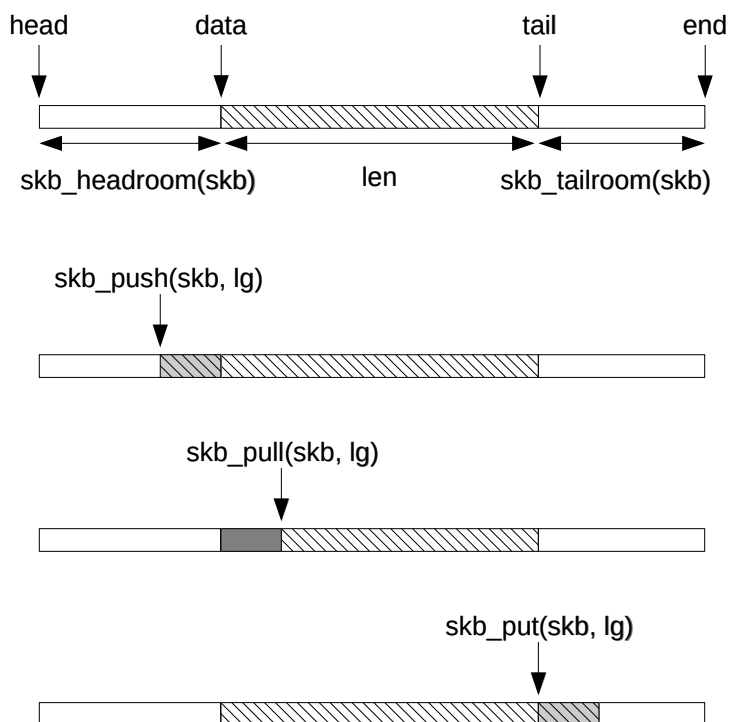 head data tail end
skb_headroom(skb) len skb_tailroom(skb)
skb_push(skb, lg)
skb_pull(skb, lg)
skb_put(skb, lg)